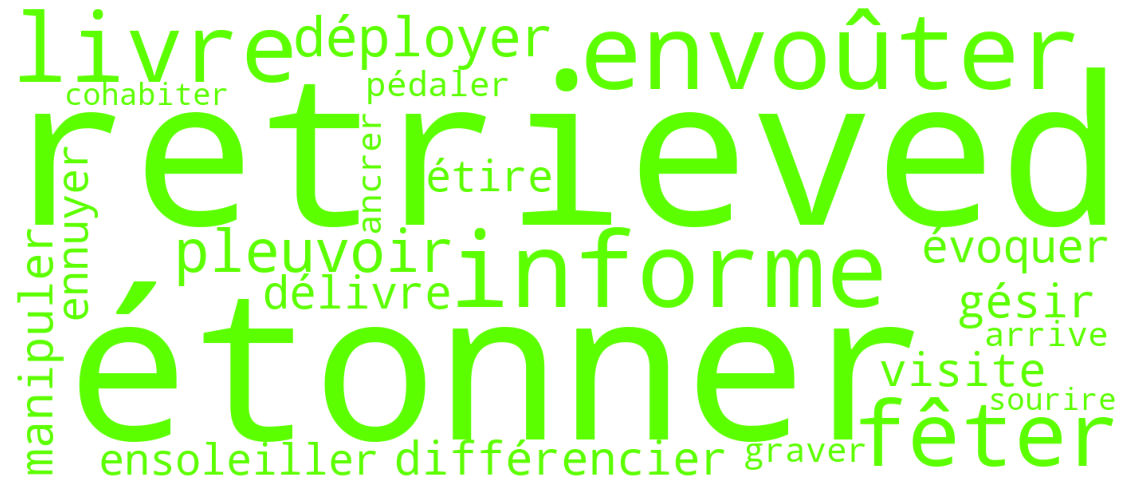 livre
déployer
envoûter
cohabiter
pédaler
retrieved
ancrer
étire
ennuyer
pleuvoir
informe
évoquer
manipuler
délivre
gésir
étonner
arrive
visite
sourire
fêter
ensoleiller
différencier
graver